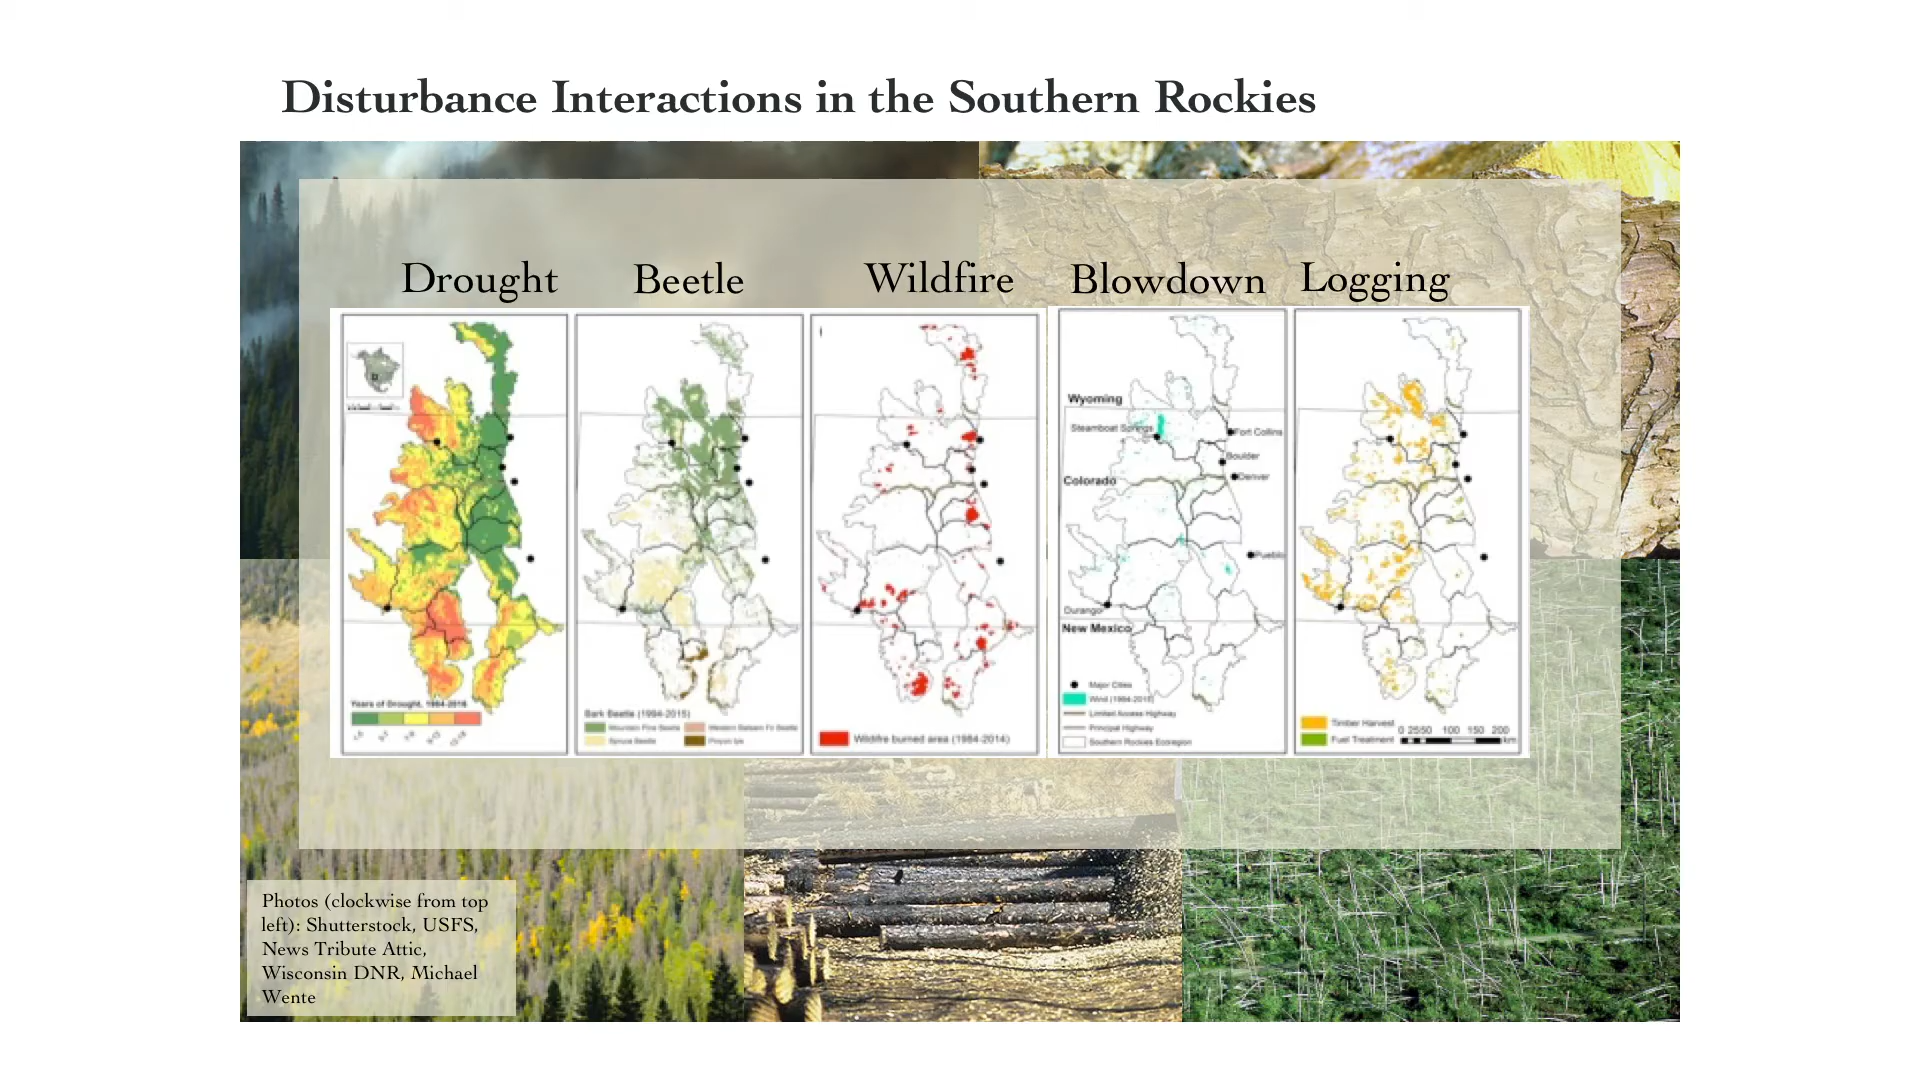 Disturbance Interactions in the Southern Rockies
Drought
Beetle
Wildfire
Blowdown
Logging
Years of Drought, 1984-2016
Bark Beetle (1994-2015)
Mountain Pine Beetle
Western Balsam Fir Beetle
Spruce Beetle
Pinyon Ips
Wildfire burned area (1984-2014)
Wyoming
Steamboat Springs
Fort Collins
Boulder
Denver
Colorado
Pueblo
Durango
New Mexico
Major Cities
Limited Access Highway
Principal Highway
Southern Rockies Ecoregion
Timber Harvest
Fuel Treatment
0 25 50 100 150 200
km
Photos (clockwise from top
left): Shutterstock, USFS,
News Tribute Attic,
Wisconsin DNR, Michael
Wente